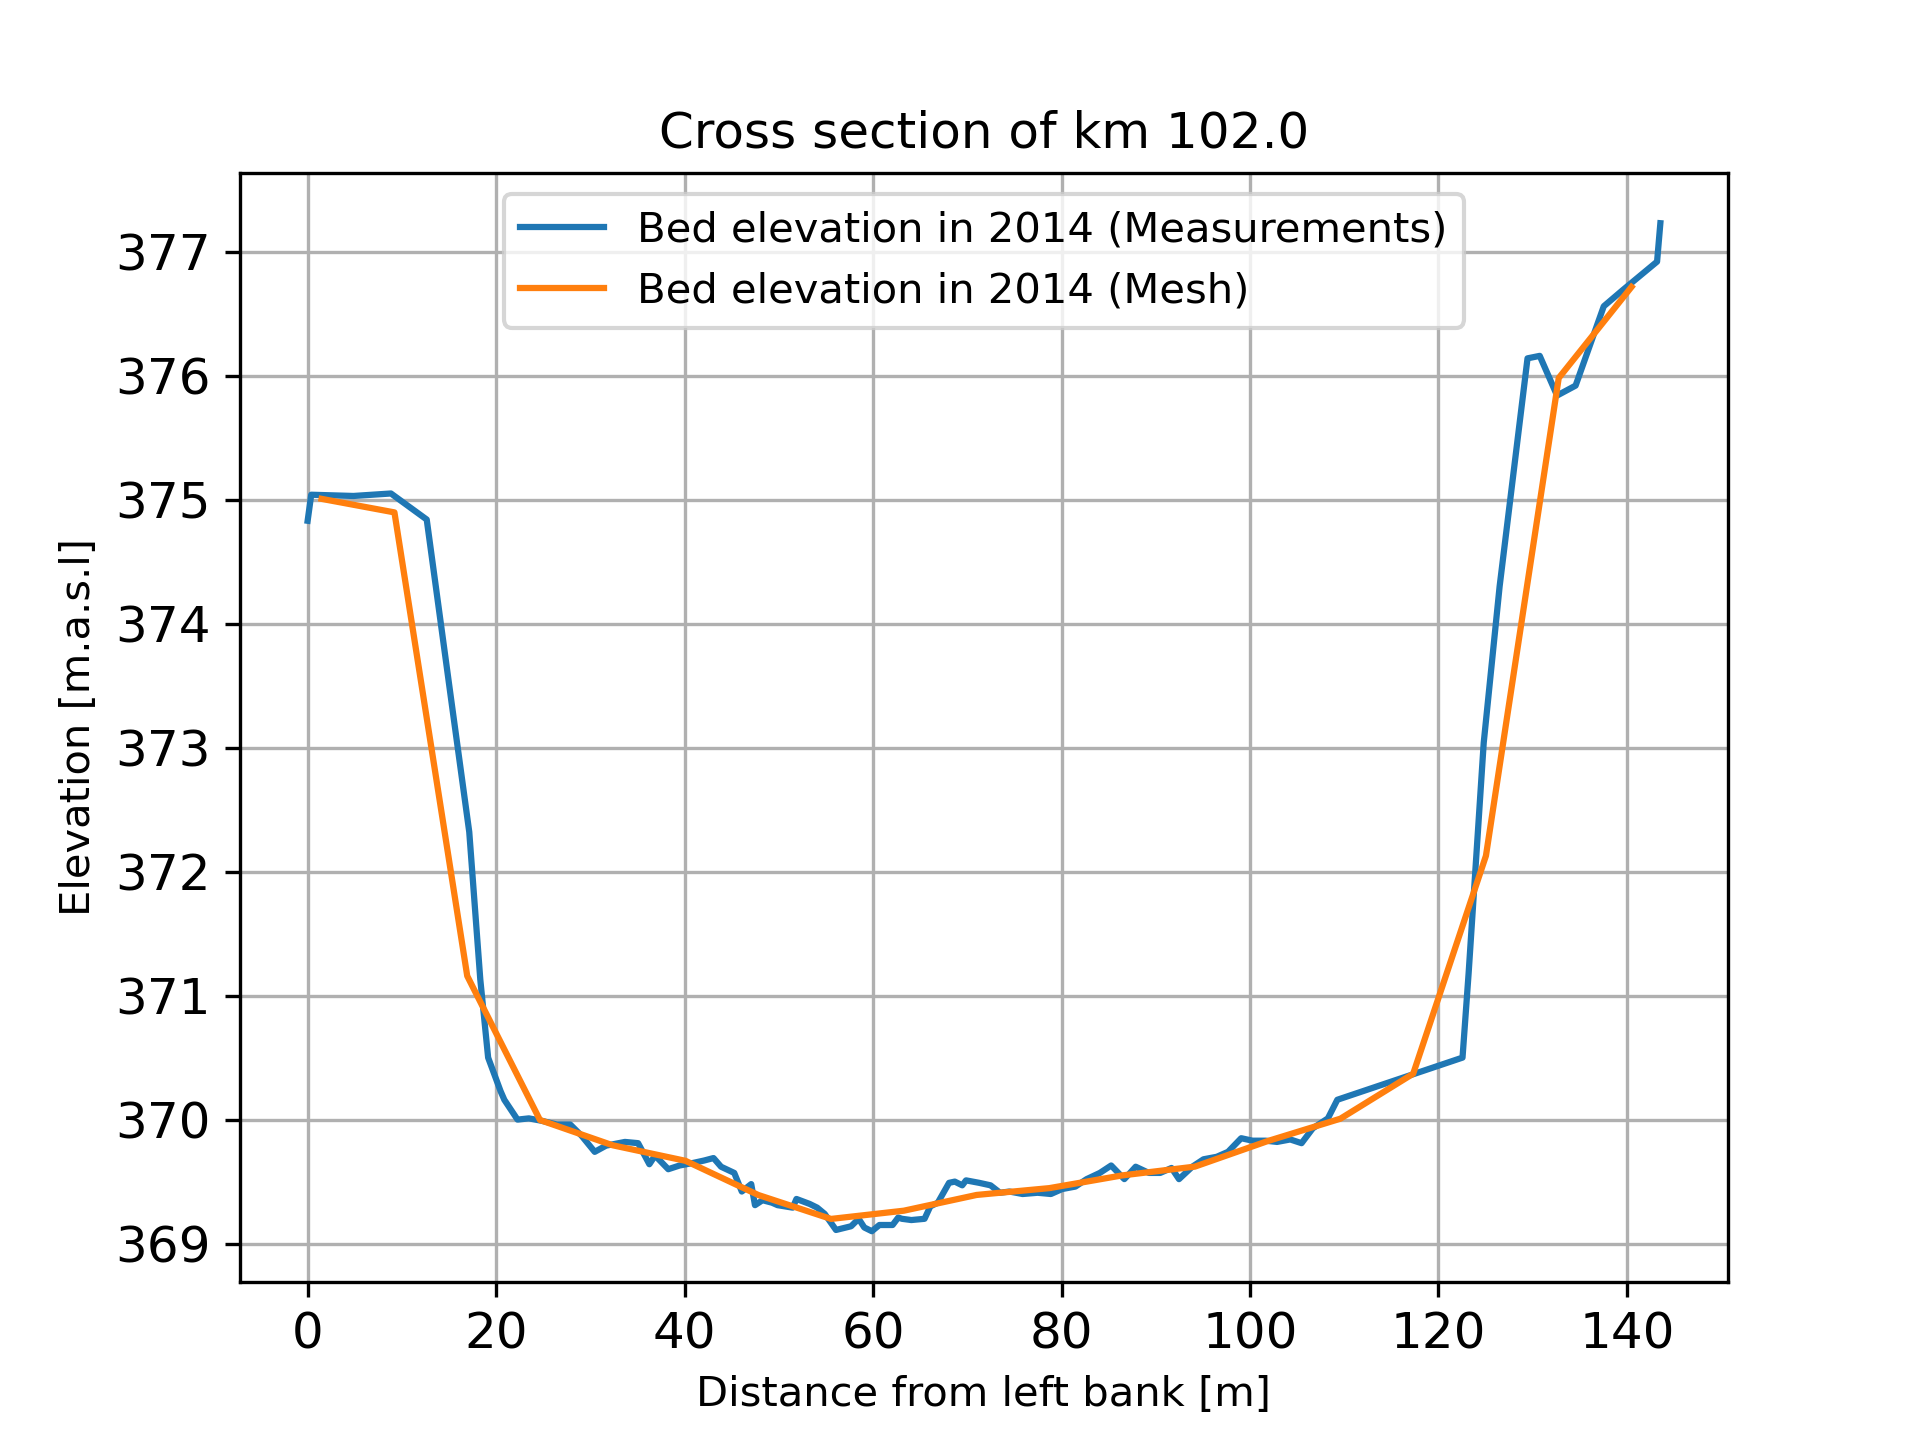 Cross section of km 102.0
Bed elevation in 2014 (Measurements)
Bed elevation in 2014 (Mesh)
377
376
375
374
373
372
371
370
369
Elevation [m.a.s.l]
0 20 40 60 80 100 120 140
Distance from left bank [m]